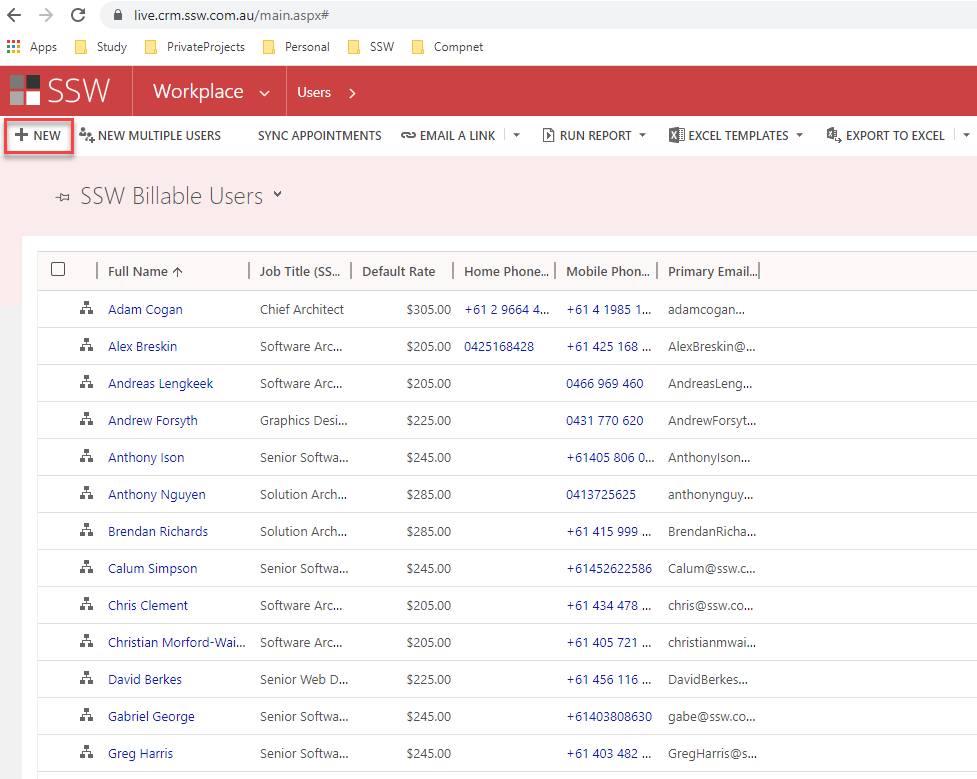 live.crm.ssw.com.au/main.aspx#
Apps Study PrivateProjects Personal SSW Compnet
SSW Workplace Users
NEW NEW MULTIPLE USERS SYNC APPOINTMENTS EMAIL A LINK RUN REPORT EXCEL TEMPLATES EXPORT TO EXCEL
SSW Billable Users
Full Name Job Title (SS... Default Rate Home Phone... Mobile Phon... Primary Email...
Adam Cogan Chief Architect $305.00 +61 2 9664 4... +61 4 1985 1... adamcogan...
Alex Breskin Software Arc... $205.00 0425168428 +61 425 168 ... AlexBreskin@...
Andreas Lengkeek Software Arc... $205.00 0466 969 460 AndreasLeng...
Andrew Forsyth Graphics Desi... $225.00 0431 770 620 AndrewForsyt...
Anthony Ison Senior Softwa... $245.00 +61405 806 0... AnthonyIson...
Anthony Nguyen Solution Arch... $285.00 0413725625 anthonynguy...
Brendan Richards Solution Arch... $285.00 +61 415 999 ... BrendanRicha...
Calum Simpson Senior Softwa... $245.00 +61452622586 Calum@ssw.c...
Chris Clement Software Arc... $205.00 +61 434 478 ... chris@ssw.co...
Christian Morford-Wai... Software Arc... $205.00 +61 405 721 ... christianmwai...
David Berkes Senior Web D... $225.00 +61 456 116 ... DavidBerkes...
Gabriel George Senior Softwa... $245.00 +61403808630 gabe@ssw.co...
Greg Harris Senior Softwa... $245.00 +61 403 482 ... GregHarris@s...